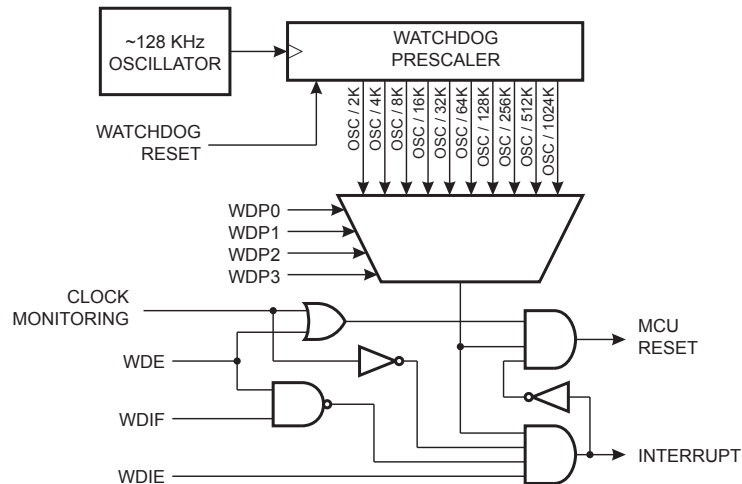 ~128 KHz
OSCILLATOR
WATCHDOG
PRESCALER
WATCHDOG
RESET
OSC / 2K
OSC / 4K
OSC / 8K
OSC / 16K
OSC / 32K
OSC / 64K
OSC / 128K
OSC / 256K
OSC / 512K
OSC / 1024K
WDP0
WDP1
WDP2
WDP3
CLOCK
MONITORING
WDE
WDIF
WDIE
MCU
RESET
INTERRUPT